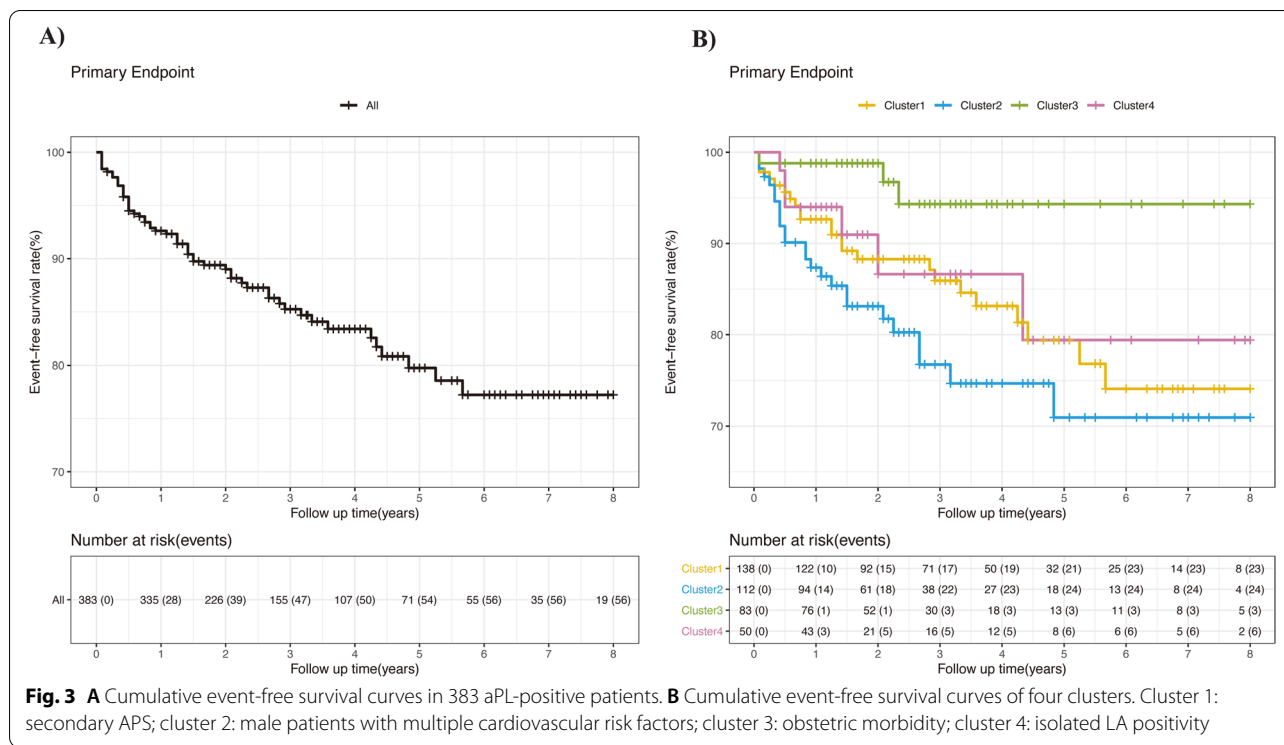 A)
Primary Endpoint
All
Event-free survival rate(%)
100
90
80
70
0 1 2 3 4 5 6 7 8
Follow up time(years)
Number at risk(events)
All 383 (0) 335 (28) 226 (39) 155 (47) 107 (50) 71 (54) 55 (56) 35 (56) 19 (56)
0 1 2 3 4 5 6 7 8
Follow up time(years)
B)
Primary Endpoint
Cluster1 Cluster2 Cluster3 Cluster4
Event-free survival rate(%)
100
90
80
70
0 1 2 3 4 5 6 7 8
Follow up time(years)
Number at risk(events)
Cluster1 138 (0) 122 (10) 92 (15) 71 (17) 50 (19) 32 (21) 25 (23) 14 (23) 8 (23)
Cluster2 112 (0) 94 (14) 61 (18) 38 (22) 27 (23) 18 (24) 13 (24) 8 (24) 4 (24)
Cluster3 83 (0) 76 (1) 52 (1) 30 (3) 18 (3) 13 (3) 11 (3) 8 (3) 5 (3)
Cluster4 50 (0) 43 (3) 21 (5) 16 (5) 12 (5) 8 (6) 6 (6) 5 (6) 2 (6)
0 1 2 3 4 5 6 7 8
Follow up time(years)
Fig. 3 A Cumulative event-free survival curves in 383 aPL-positive patients. B Cumulative event-free survival curves of four clusters. Cluster 1:
secondary APS; cluster 2: male patients with multiple cardiovascular risk factors; cluster 3: obstetric morbidity; cluster 4: isolated LA positivity